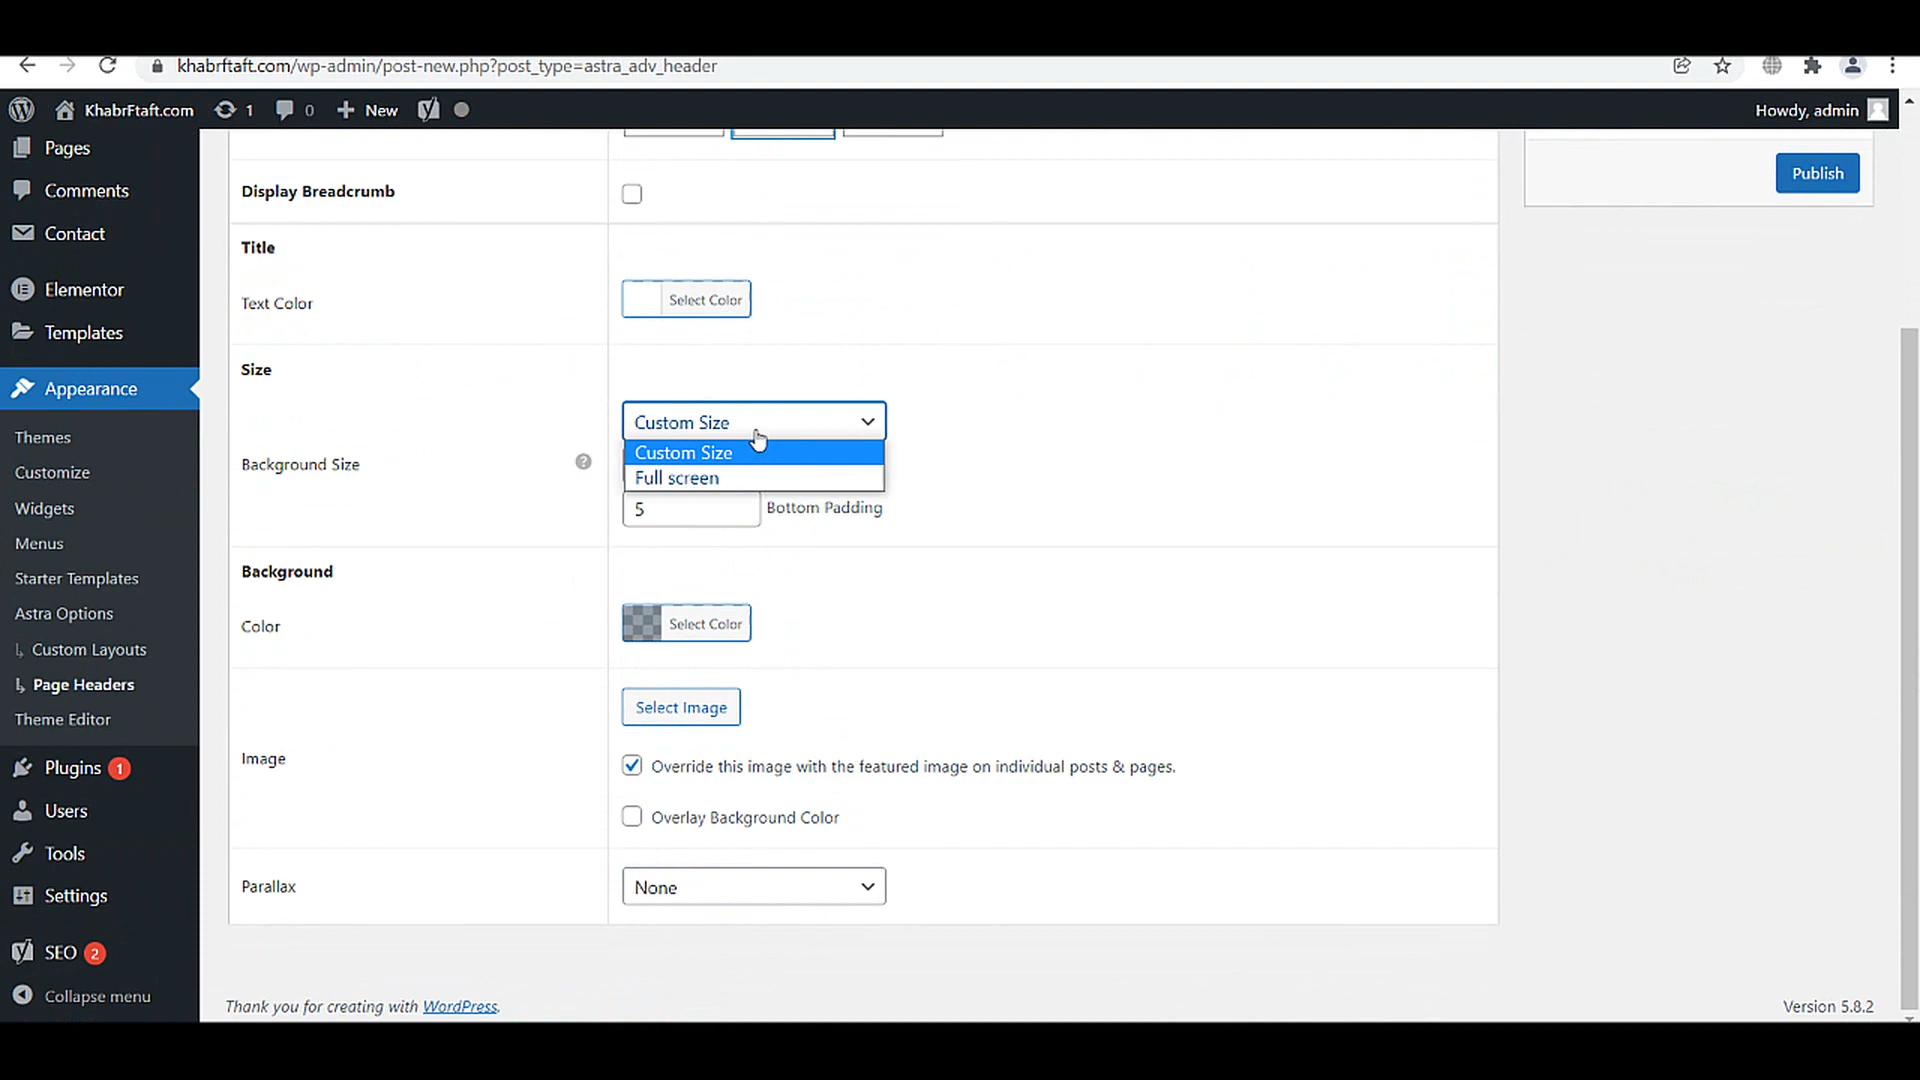 khabrftaft.com/wp-admin/post-new.php?post_type=astra_adv_header
KhabrFtaft.com 1 0 New Howdy, admin
Pages
Comments
Contact
Elementor
Templates
Appearance
Themes
Customize
Widgets
Menus
Starter Templates
Astra Options
Custom Layouts
Page Headers
Theme Editor
Plugins 1
Users
Tools
Settings
SEO 2
Collapse menu
Publish
Display Breadcrumb
Title
Text Color Select Color
Size
Custom Size
Custom Size
Background Size ?
Full screen
5 Bottom Padding
Background
Color Select Color
Select Image
Image
Override this image with the featured image on individual posts & pages.
Overlay Background Color
Parallax None
Thank you for creating with WordPress. Version 5.8.2